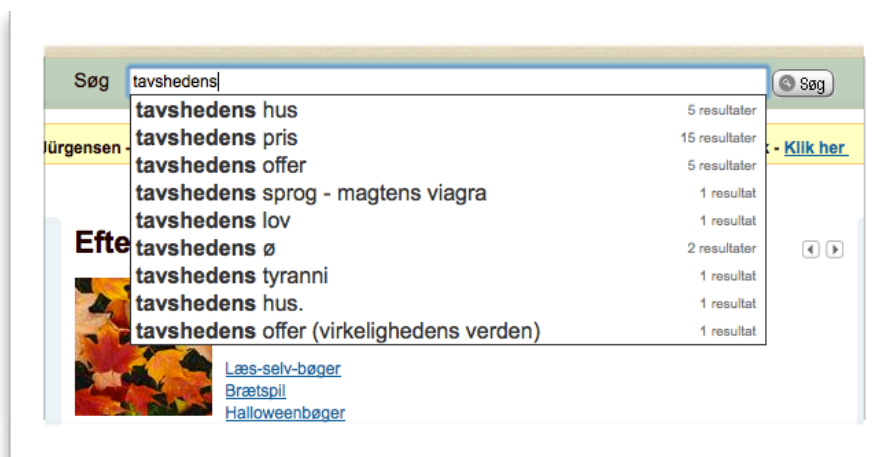 Søg tavshedens Søg
tavshedens hus 5 resultater
tavshedens pris 15 resultater
tavshedens offer 5 resultater
tavshedens sprog - magtens viagra 1 resultat
tavshedens lov 1 resultat
tavshedens ø 2 resultater
tavshedens tyranni 1 resultat
tavshedens hus. 1 resultat
tavshedens offer (virkelighedens verden) 1 resultat
Jürgensen - - Klik her
Efte
Læs-selv-bøger
Brætspil
Halloweenbøger